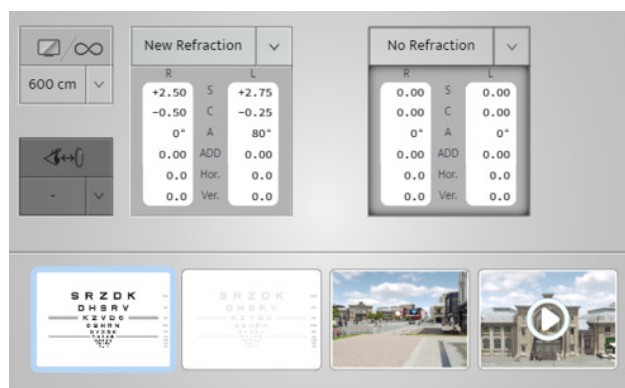 ∞
600 cm
-
New Refraction
R L
+2.50 S +2.75
-0.50 C -0.25
0° A 80°
0.00 ADD 0.00
0.0 Hor. 0.0
0.0 Ver. 0.0
No Refraction
R L
0.00 S 0.00
0.00 C 0.00
0° A 0°
0.00 ADD 0.00
0.0 Hor. 0.0
0.0 Ver. 0.0
S R Z D K
D H S R V
K Z V D C
S R Z D K
D H S R V